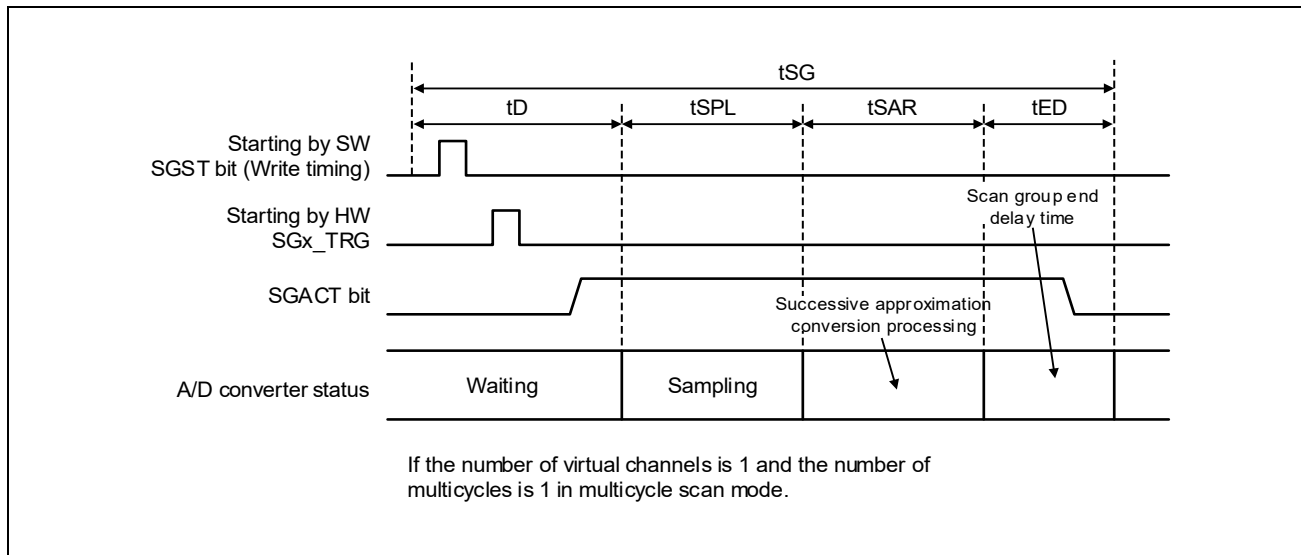 tSG
tD
tSPL
tSAR
tED
Starting by SW
SGST bit (Write timing)
Scan group end
delay time
Starting by HW
SGx_TRG
SGACT bit
Successive approximation
conversion processing
A/D converter status
Waiting
Sampling
If the number of virtual channels is 1 and the number of
multicycles is 1 in multicycle scan mode.